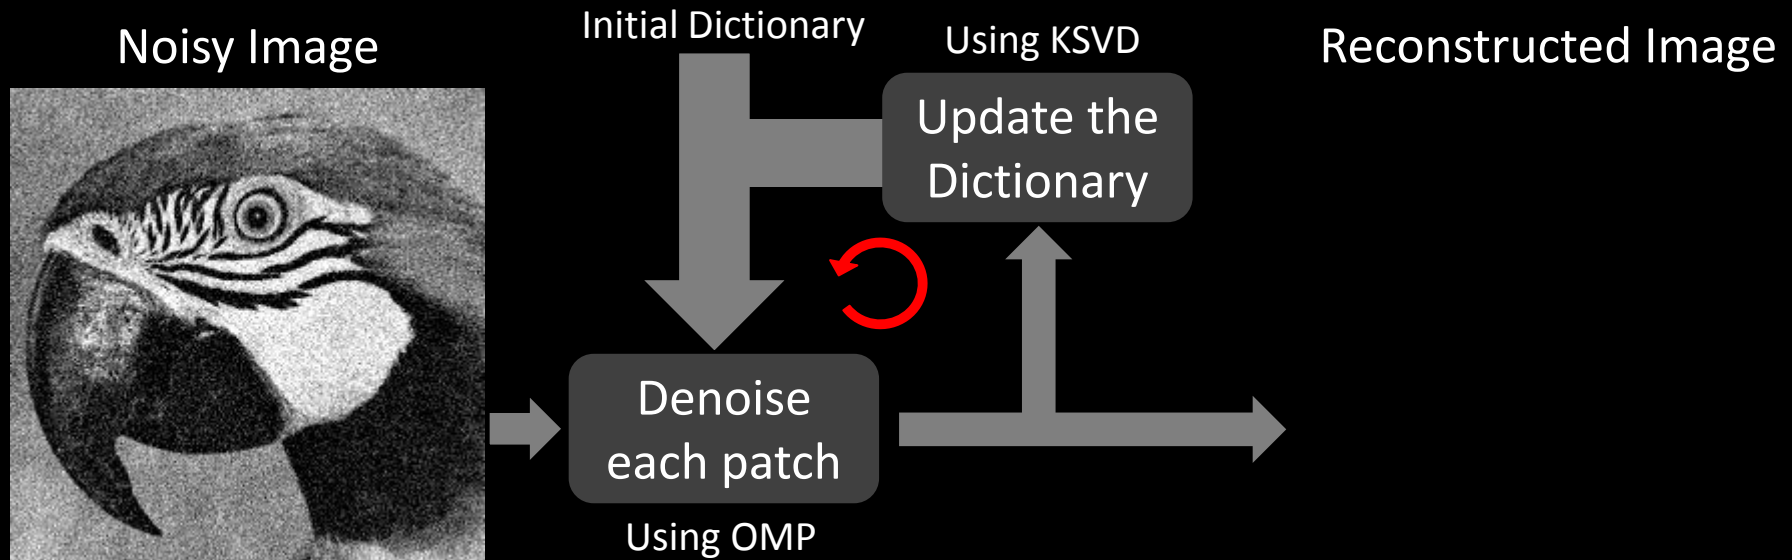 Noisy Image
Initial Dictionary
Using KSVD
Reconstructed Image
Update the
Dictionary
Denoise
each patch
Using OMP